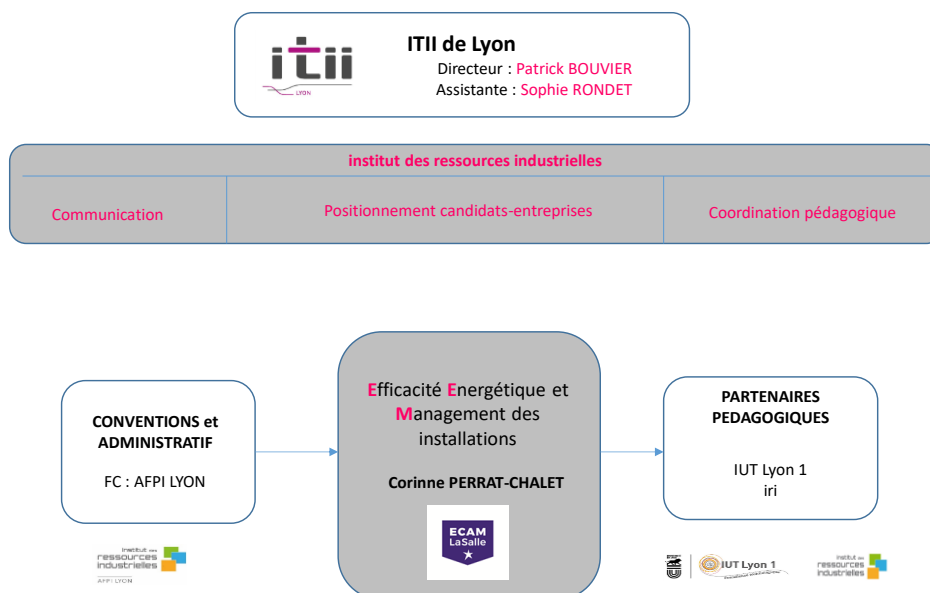 itii
LYON
ITII de Lyon
Directeur : Patrick BOUVIER
Assistante : Sophie RONDET
institut des ressources industrielles
Communication
Positionnement candidats-entreprises
Coordination pédagogique
CONVENTIONS et
ADMINISTRATIF
FC : AFPI LYON
institut des
ressources
industrielles
AFPI LYON
Efficacité Energétique et
Management des
installations
Corinne PERRAT-CHALET
ECAM
LaSalle
PARTENAIRES
PEDAGOGIQUES
IUT Lyon 1
iri
IUT Lyon 1
institut des
ressources
industrielles